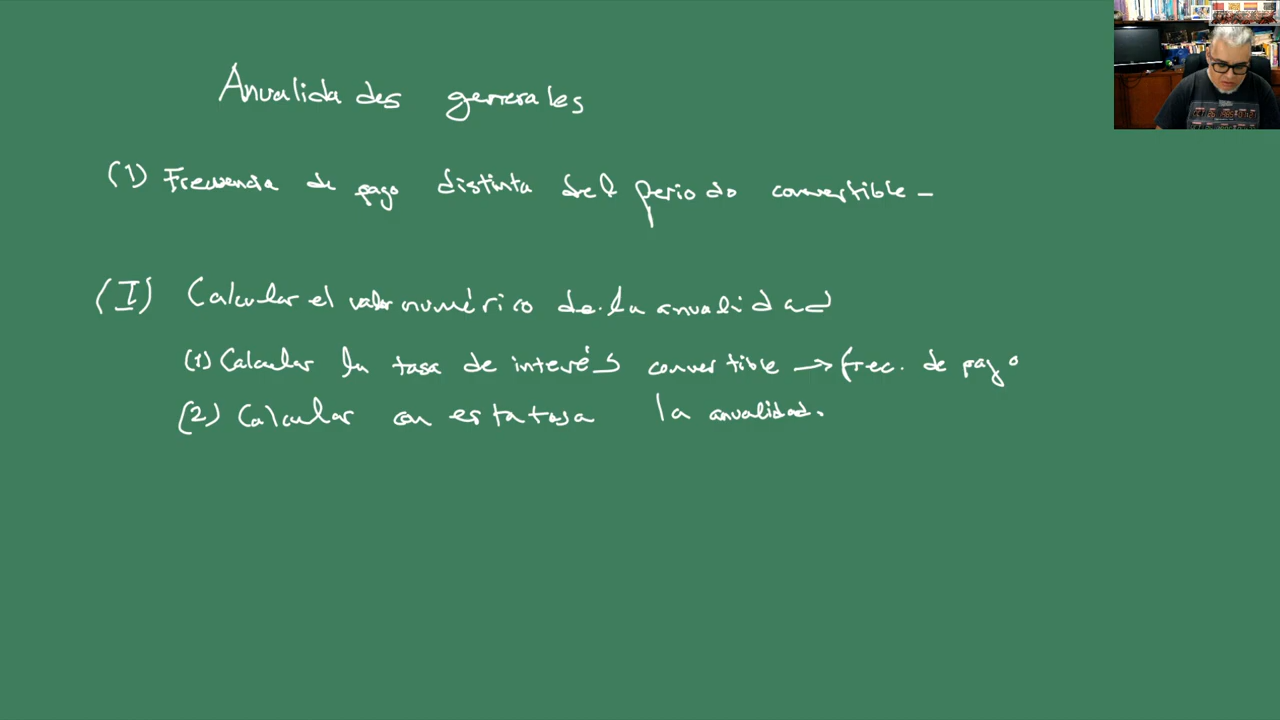 Anualidades generales
(1) Frecuencia de pago distinta del periodo convertible -
(I) Calcular el valor numérico de la anualidad
(1) Calcular la tasa de interés convertible → frec. de pago
(2) Calcular con esta tasa la anualidad.